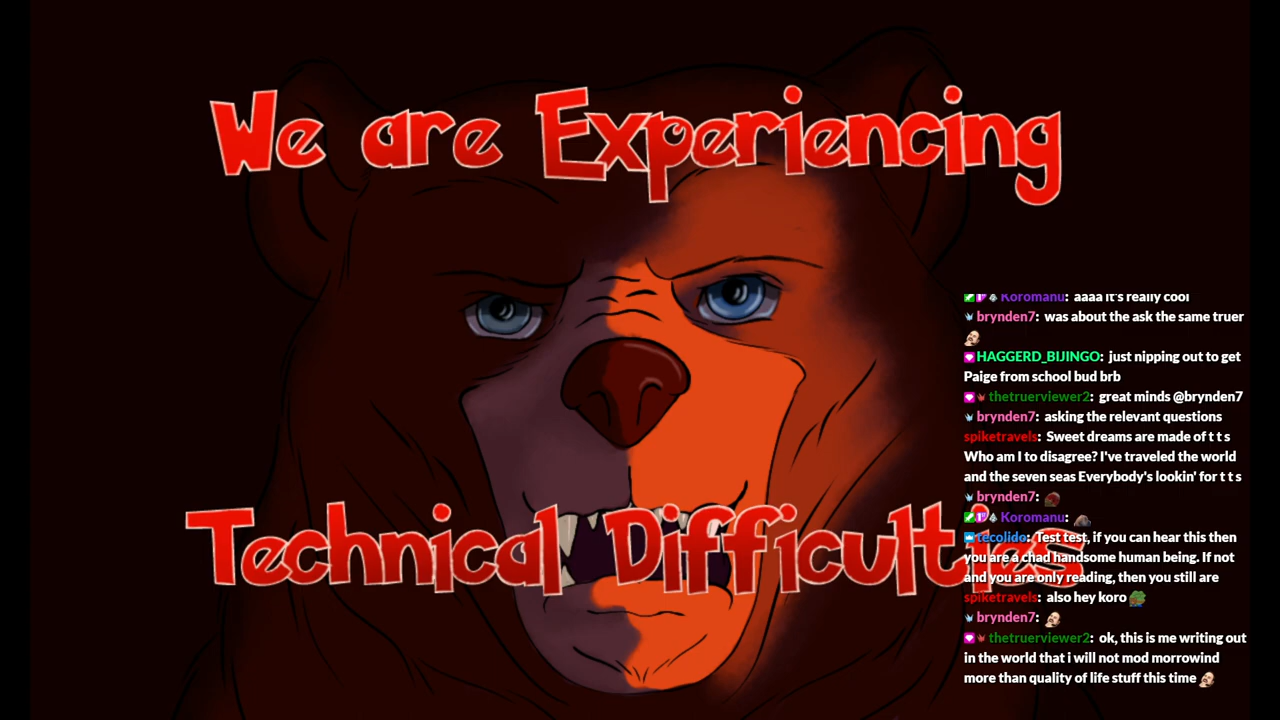 We are Experiencing
Technical Difficulties
Koromanu: aaaa it's really cool
brynden7: was about the ask the same truer
HAGGERD_BIJINGO: just nipping out to get
Paige from school bud brb
thetruerviewer2: great minds @brynden7
brynden7: asking the relevant questions
spiketravels: Sweet dreams are made of t t s
Who am I to disagree? I've traveled the world
and the seven seas Everybody's lookin' for t t s
brynden7:
Koromanu:
tecolido: Test test, if you can hear this then
you are a chad handsome human being. If not
and you are only reading, then you still are
spiketravels: also hey koro
brynden7:
thetruerviewer2: ok, this is me writing out
in the world that i will not mod morrowind
more than quality of life stuff this time